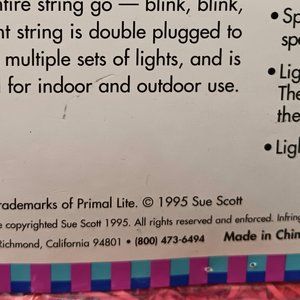 ntire string go — blink, blink,
nt string is double plugged to
multiple sets of lights, and is
for indoor and outdoor use.
• Sp
spe
• Lig
The
the
• Ligh
rademarks of Primal Lite. © 1995 Sue Scott
e copyrighted Sue Scott 1995. All rights reserved and enforced. Infring
Richmond, California 94801 • (800) 473-6494 Made in Chin